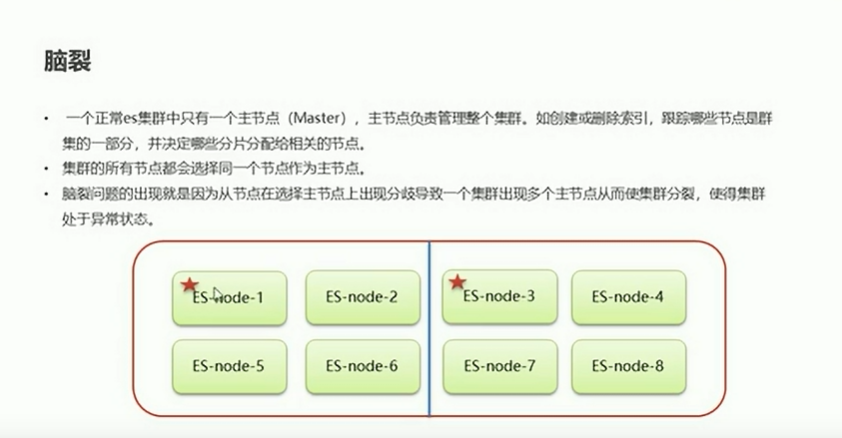 脑裂
• 一个正常es集群中只有一个主节点（Master），主节点负责管理整个集群。如创建或删除索引，跟踪哪些节点是群
集的一部分，并决定哪些分片分配给相关的节点。
• 集群的所有节点都会选择同一个节点作为主节点。
• 脑裂问题的出现就是因为从节点在选择主节点上出现分歧导致一个集群出现多个主节点从而使集群分裂，使得集群
处于异常状态。
ES-node-1 ES-node-2 ES-node-3 ES-node-4
ES-node-5 ES-node-6 ES-node-7 ES-node-8